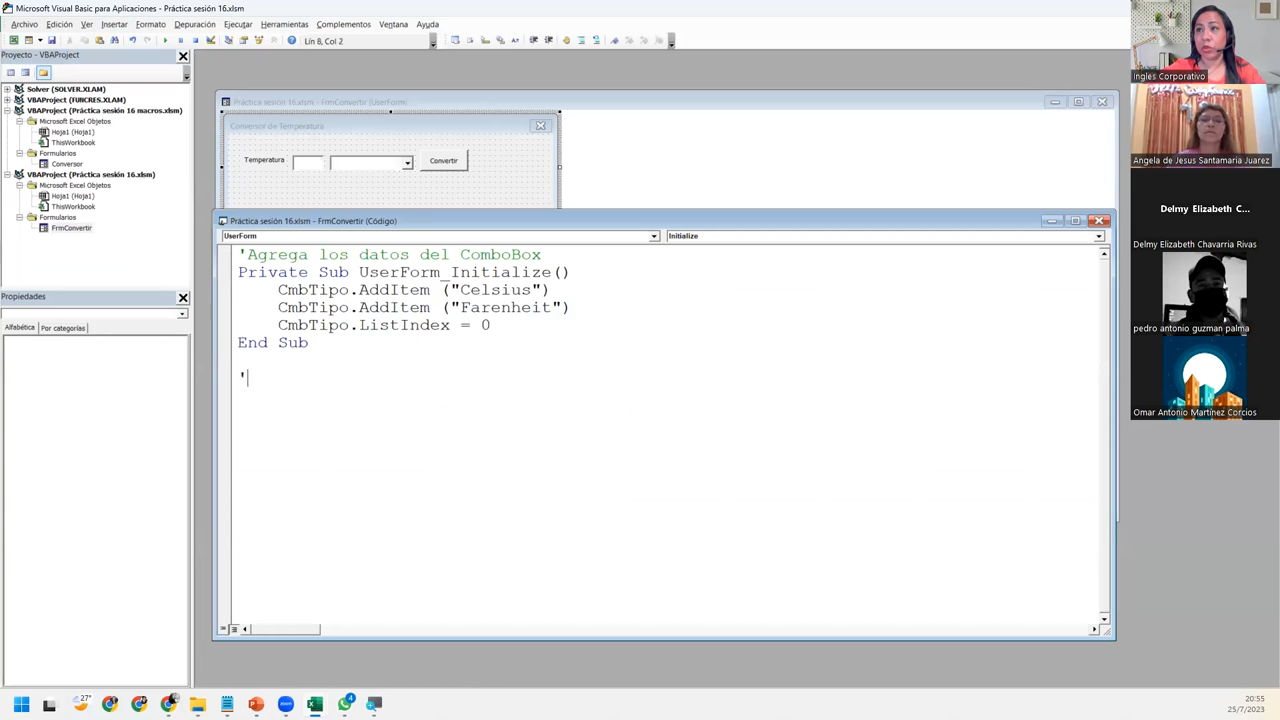 Microsoft Visual Basic para Aplicaciones - Práctica sesión 16.xlsm
Archivo Edición Ver Insertar Formato Depuración Ejecutar Herramientas Complementos Ventana Ayuda
Lín 8, Col 2
Proyecto - VBAProject
Solver (SOLVER.XLAM)
VBAProject (FUNCRES.XLAM)
VBAProject (Práctica sesión 16 macros.xlsm)
Microsoft Excel Objetos
Hoja1 (Hoja1)
ThisWorkbook
Formularios
Conversor
VBAProject (Práctica sesión 16.xlsm)
Microsoft Excel Objetos
Hoja1 (Hoja1)
ThisWorkbook
Formularios
FrmConvertir
Propiedades
Alfabética Por categorías
Práctica sesión 16.xlsm - FrmConvertir (UserForm)
Conversor de Temperatura
Temperatura
Convertir
Práctica sesión 16.xlsm - FrmConvertir (Código)
UserForm
Initialize
'Agrega los datos del ComboBox
Private Sub UserForm_Initialize()
CmbTipo.AddItem ("Celsius")
CmbTipo.AddItem ("Farenheit")
CmbTipo.ListIndex = 0
End Sub
'
Ingles Corporativo
Angela de Jesus Santamaria Juarez
Delmy Elizabeth C...
Delmy Elizabeth Chavarria Rivas
pedro antonio guzman palma
Omar Antonio Martínez Corcios
27°
4
20:55
25/7/2023